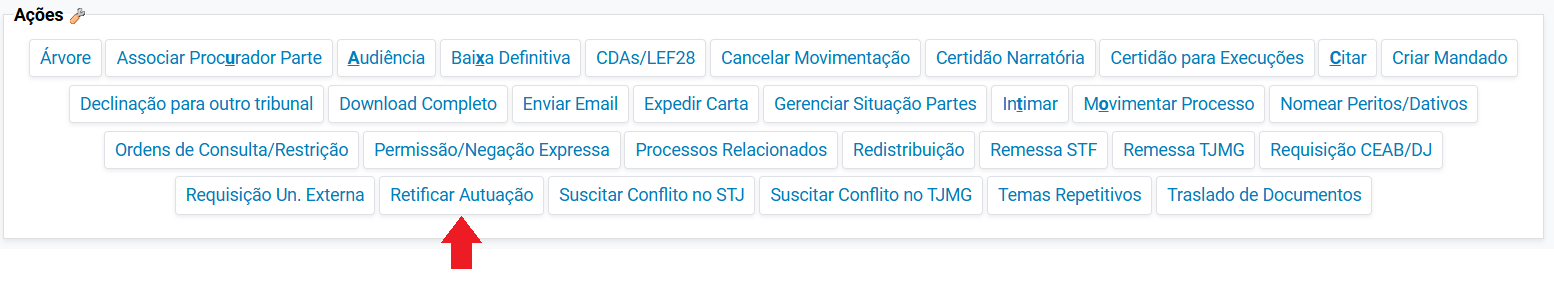 Ações
Árvore Associar Procurador Parte Audiência Baixa Definitiva CDAs/LEF28 Cancelar Movimentação Certidão Narratória Certidão para Execuções Citar Criar Mandado
Declinação para outro tribunal Download Completo Enviar Email Expedir Carta Gerenciar Situação Partes Intimar Movimentar Processo Nomear Peritos/Dativos
Ordens de Consulta/Restrição Permissão/Negação Expressa Processos Relacionados Redistribuição Remessa STF Remessa TJMG Requisição CEAB/DJ
Requisição Un. Externa Retificar Autuação Suscitar Conflito no STJ Suscitar Conflito no TJMG Temas Repetitivos Traslado de Documentos